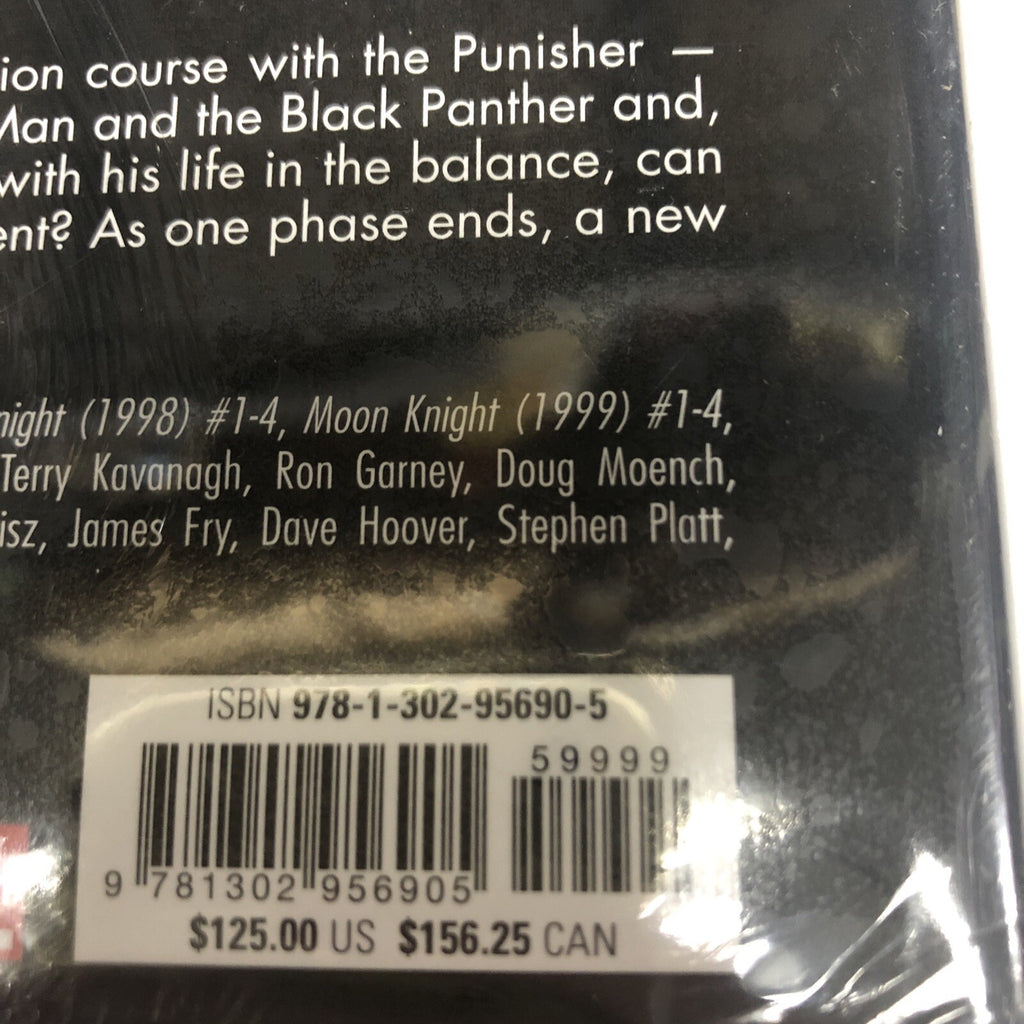 ion course with the Punisher —
Man and the Black Panther and,
with his life in the balance, can
ent? As one phase ends, a new
night (1998) #1-4, Moon Knight (1999) #1-4,
Terry Kavanagh, Ron Garney, Doug Moench,
isz, James Fry, Dave Hoover, Stephen Platt,
ISBN 978-1-302-95690-5
59999
9 781302 956905
$125.00 US $156.25 CAN